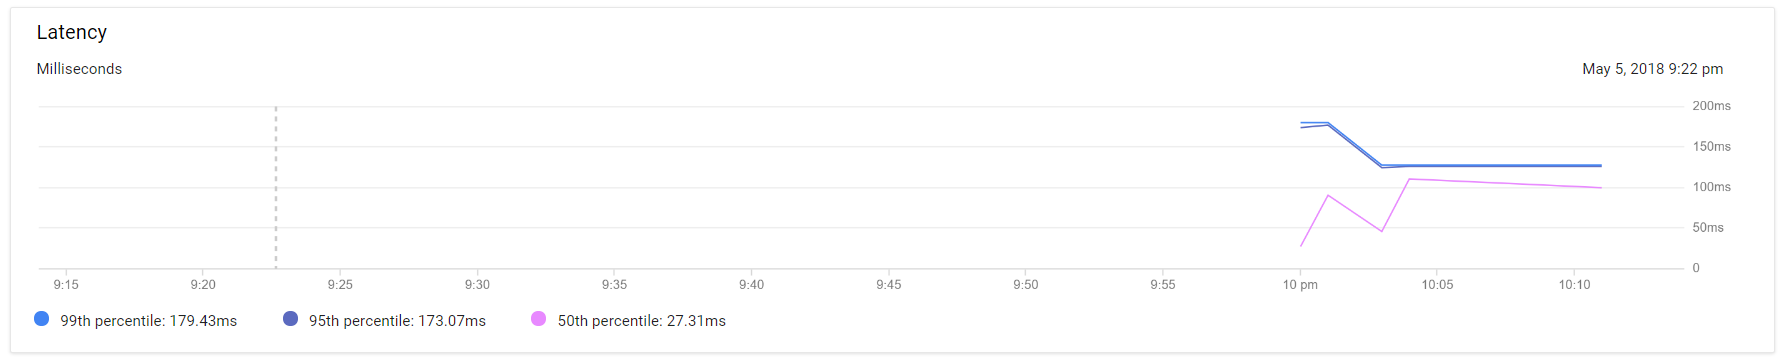 Latency
Milliseconds
May 5, 2018 9:22 pm
200ms
150ms
100ms
50ms
0
9:15 9:20 9:25 9:30 9:35 9:40 9:45 9:50 9:55 10 pm 10:05 10:10
99th percentile: 179.43ms 95th percentile: 173.07ms 50th percentile: 27.31ms